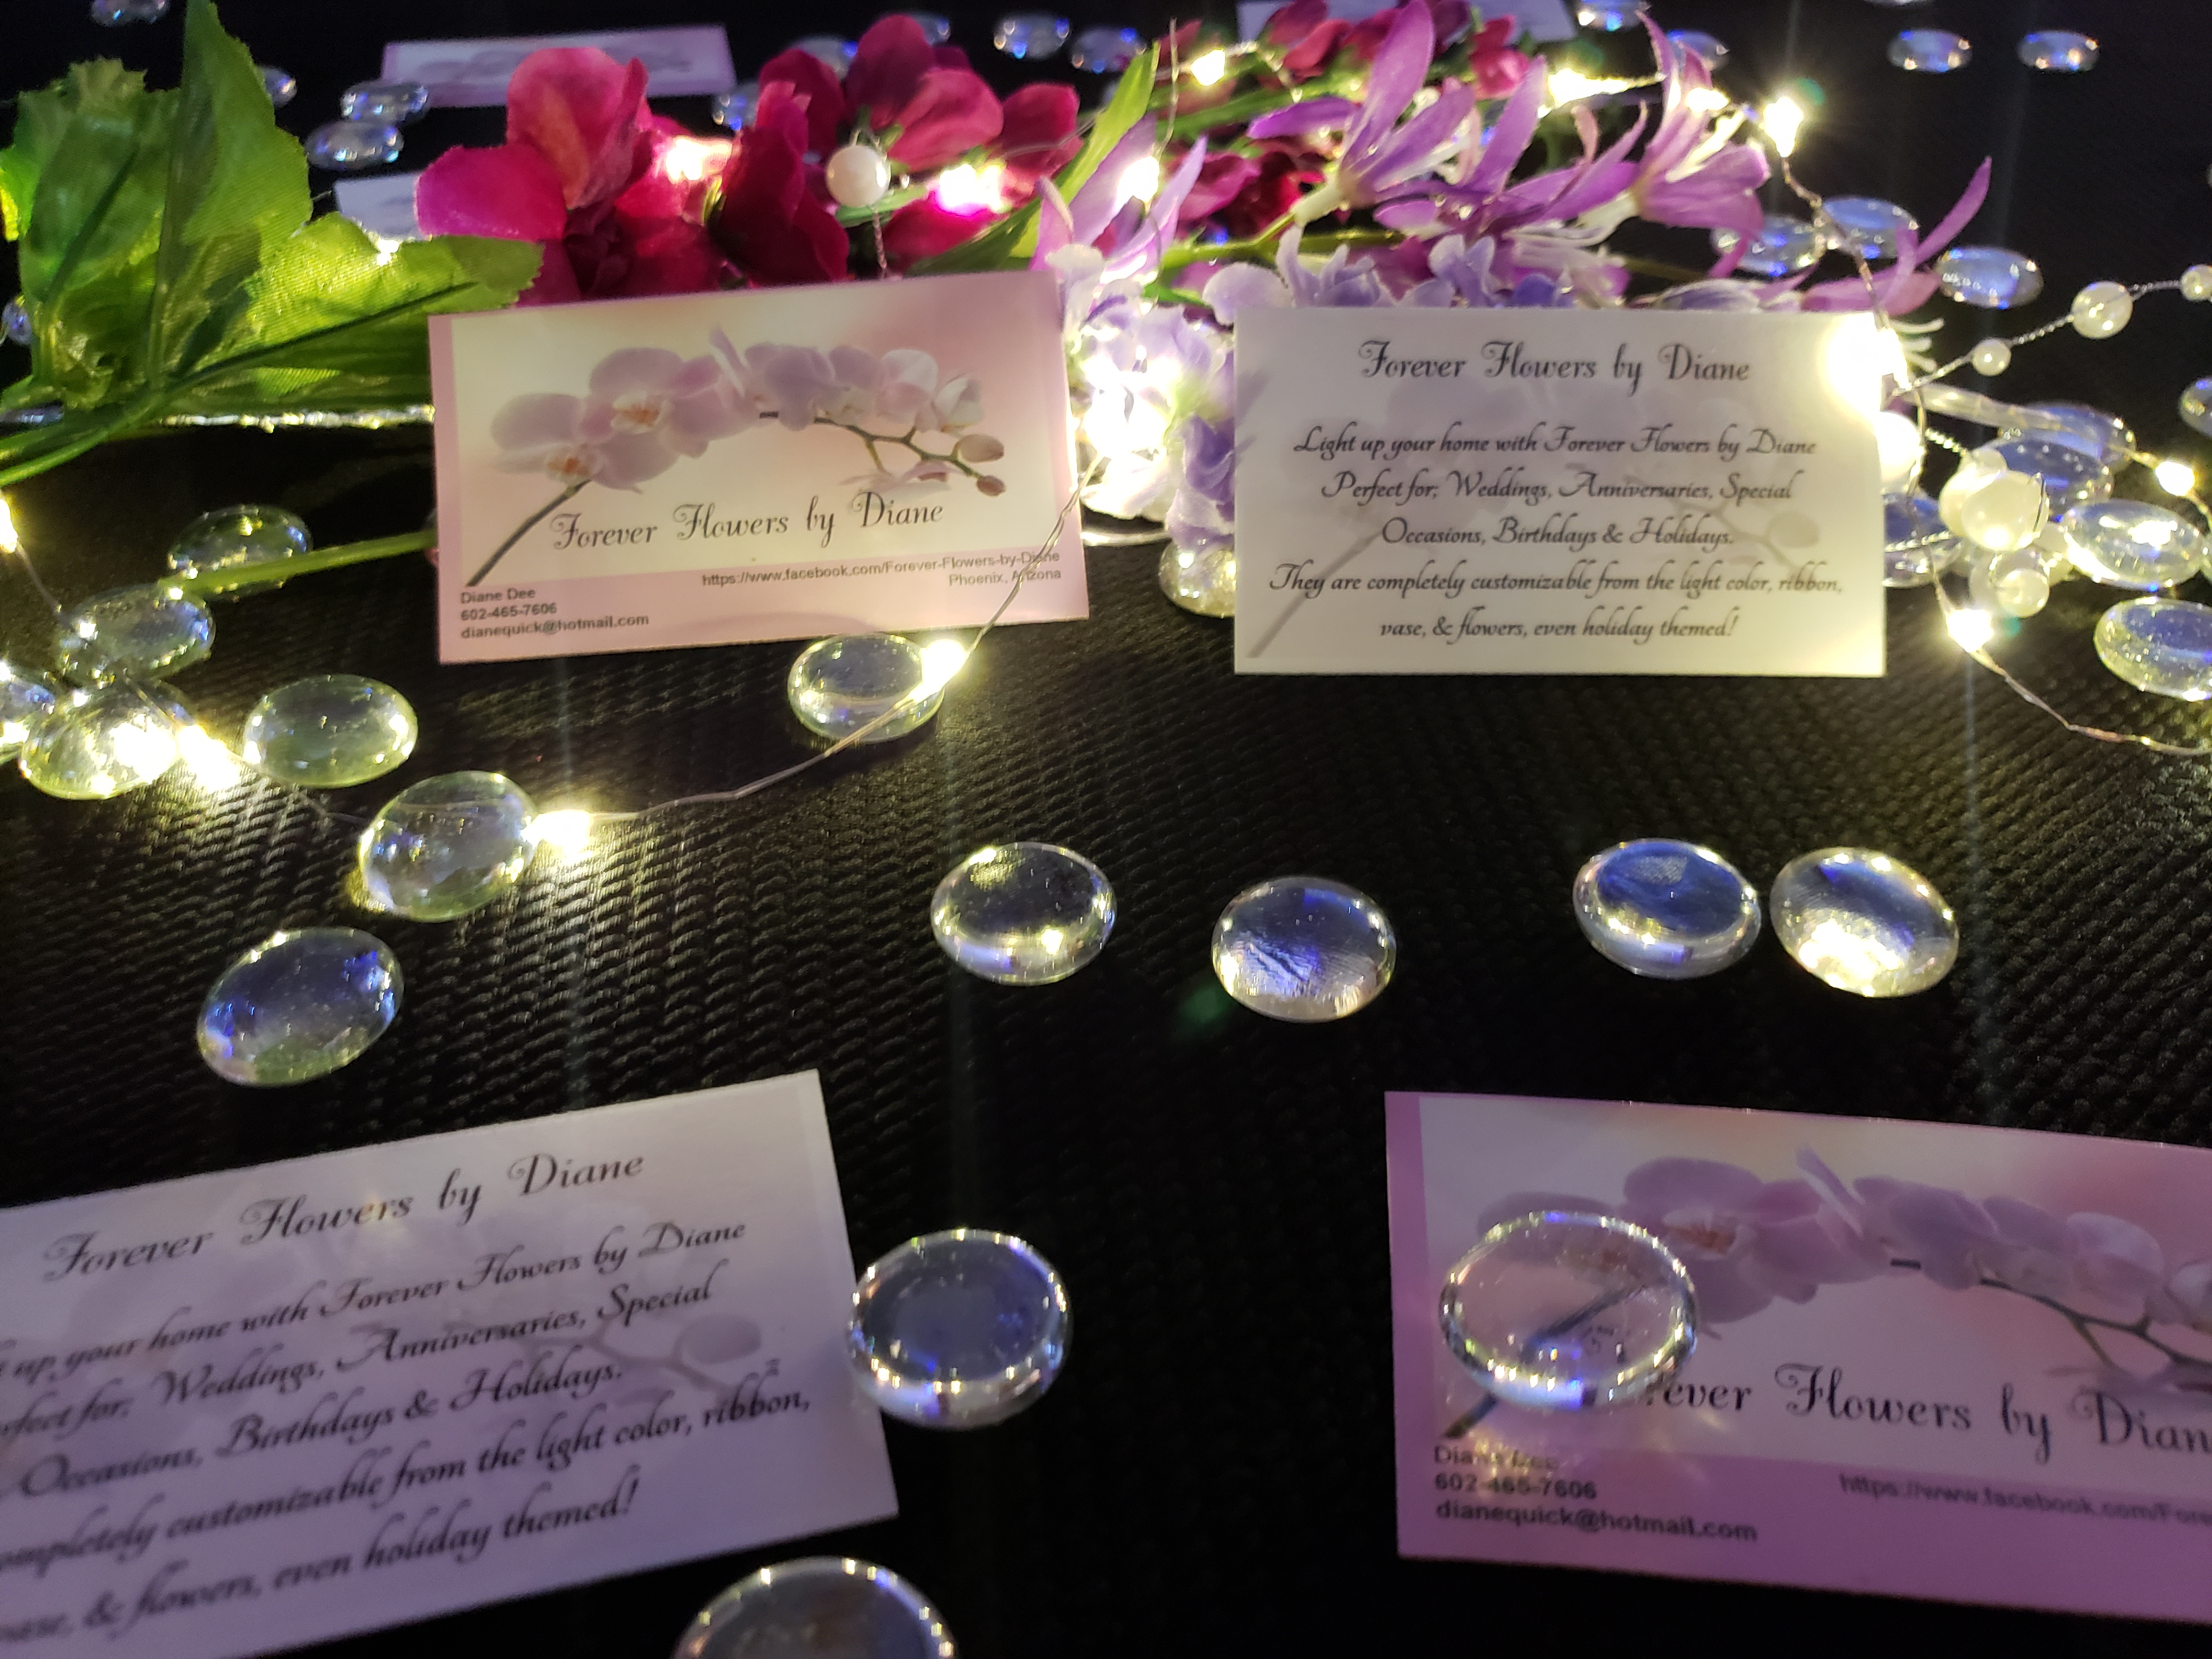 Forever Flowers by Diane
https://www.facebook.com/Forever-Flowers-by-Diane
Phoenix, Arizona
Diane Dee
602-465-7606
dianequick@hotmail.com
Forever Flowers by Diane
Light up your home with Forever Flowers by Diane
Perfect for; Weddings, Anniversaries, Special
Occasions, Birthdays & Holidays.
They are completely customizable from the light color, ribbon,
vase, & flowers, even holiday themed!
Forever Flowers by Diane
up your home with Forever Flowers by Diane
for; Weddings, Anniversaries, Special
Occasions, Birthdays & Holidays.
customizable from the light color, ribbon,
& flowers, even holiday themed!
ever Flowers by Dian
Diane Dee
602-465-7606
dianequick@hotmail.com
https://www.facebook.com/Fore